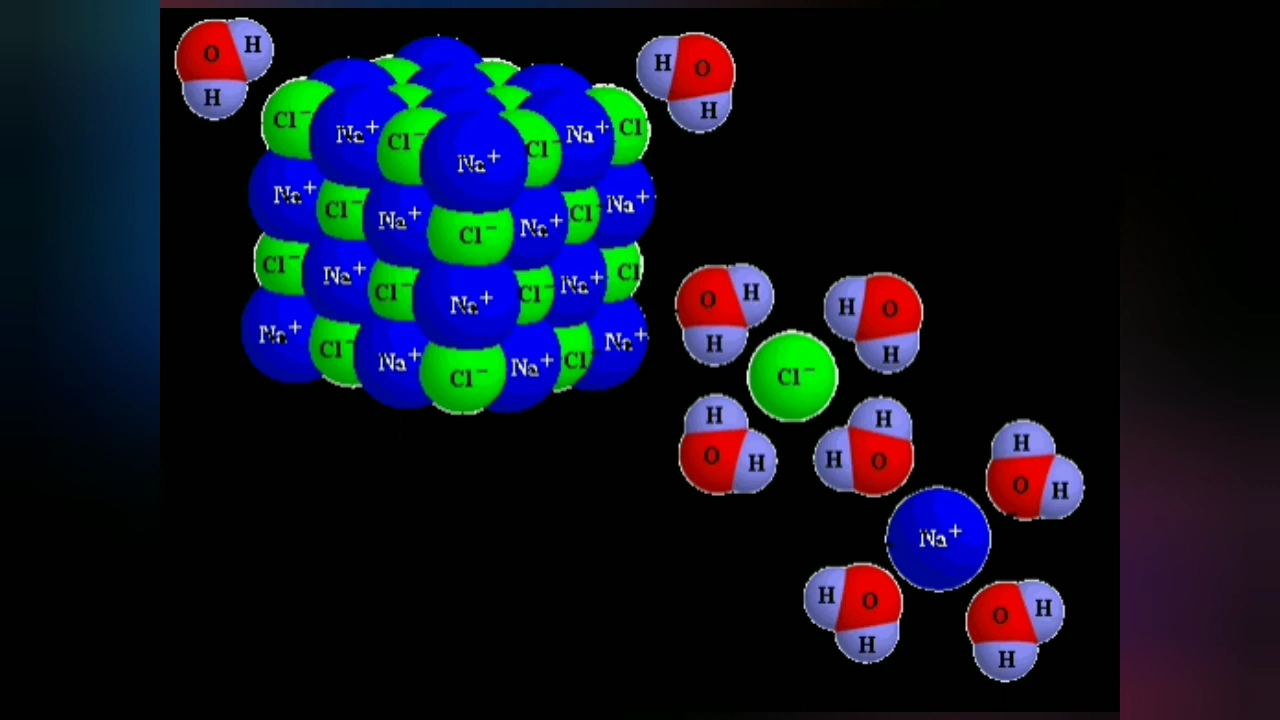 O H
H
H O
H
Cl⁻ Na⁺ Cl⁻ Na⁺ Cl⁻ Na⁺ Cl
Na⁺ Cl⁻ Na⁺ Cl⁻ Na⁺ Cl⁻ Na⁺
Cl⁻ Na⁺ Cl⁻ Na⁺ Cl⁻ Na⁺ Cl
Na⁺ Cl⁻ Na⁺ Cl⁻ Na⁺ Cl⁻ Na⁺
O H
H
H O
H
Cl⁻
H
O H
H
H O
H
O H
Na⁺
H O
H
O H
H